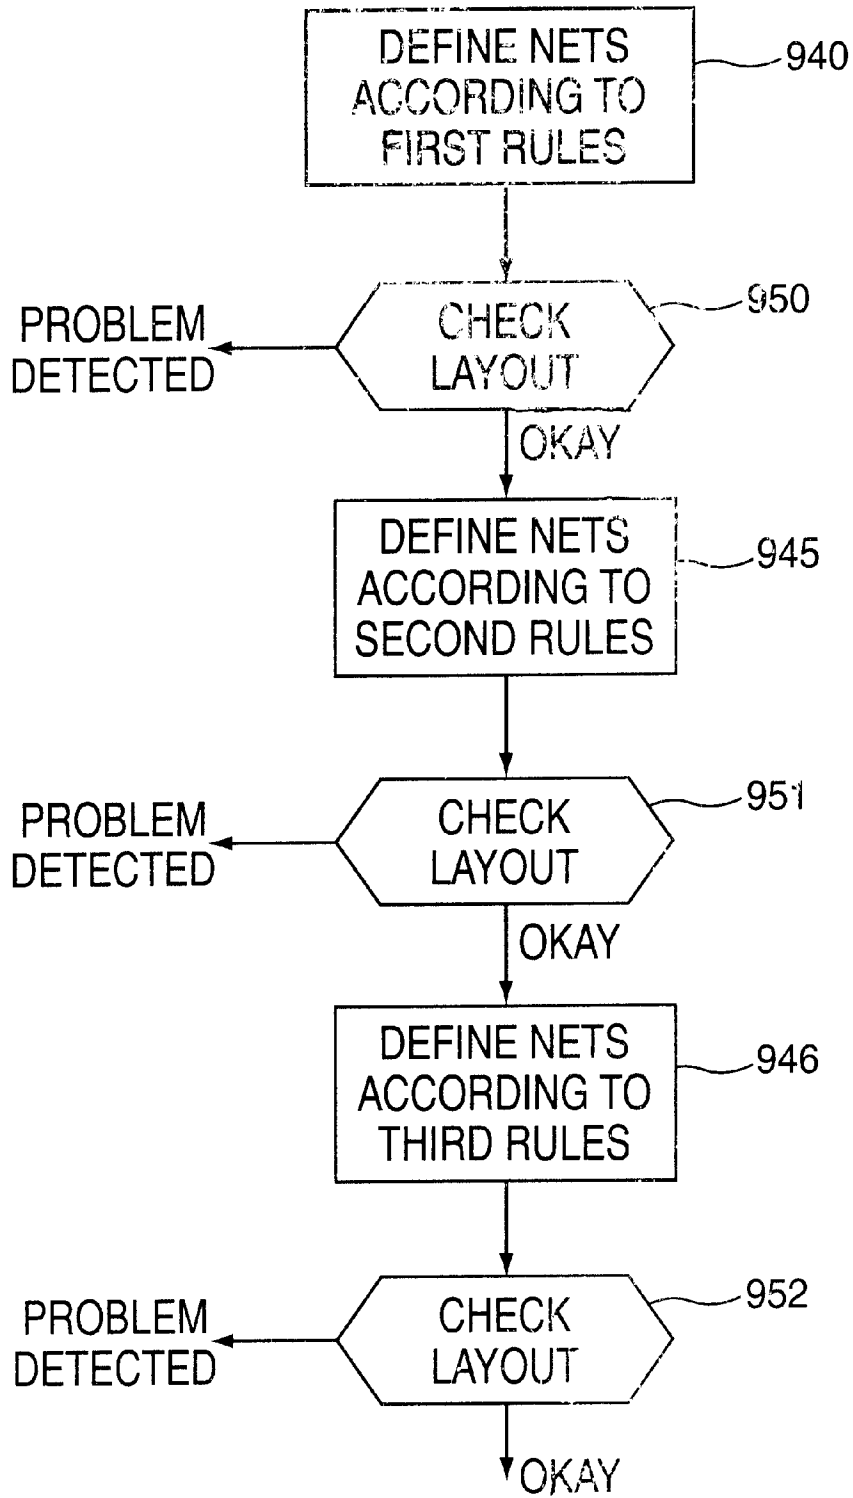 DEFINE NETS
ACCORDING TO
FIRST RULES
940
CHECK
LAYOUT
950
PROBLEM
DETECTED
OKAY
DEFINE NETS
ACCORDING TO
SECOND RULES
945
CHECK
LAYOUT
951
PROBLEM
DETECTED
OKAY
DEFINE NETS
ACCORDING TO
THIRD RULES
946
CHECK
LAYOUT
952
PROBLEM
DETECTED
OKAY